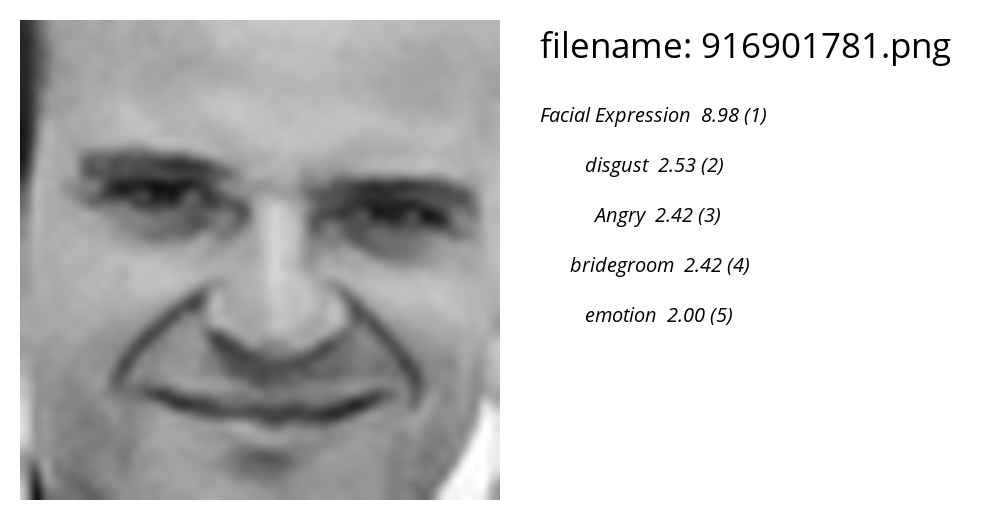 filename: 916901781.png
Facial Expression 8.98 (1)
disgust 2.53 (2)
Angry 2.42 (3)
bridegroom 2.42 (4)
emotion 2.00 (5)